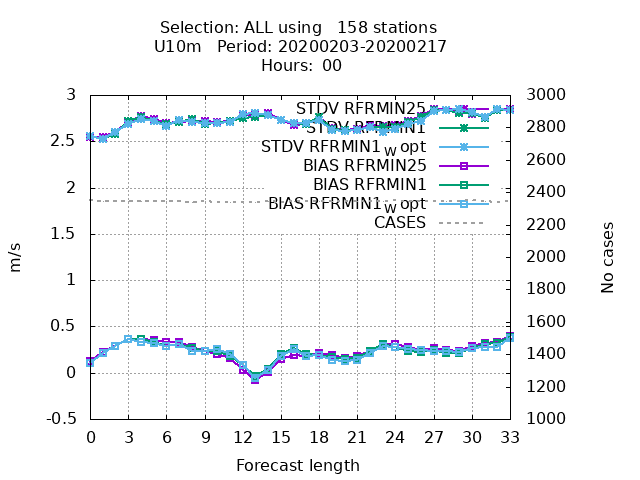 Selection: ALL using   158 stations
U10m   Period: 20200203-20200217
Hours:  00
STDV RFRMIN25
STDV RFRMIN1
STDV RFRMIN1_w opt
BIAS RFRMIN25
BIAS RFRMIN1
BIAS RFRMIN1_w opt
CASES
3
2.5
2
1.5
1
0.5
0
-0.5
m/s
3000
2800
2600
2400
2200
2000
1800
1600
1400
1200
1000
No cases
0 3 6 9 12 15 18 21 24 27 30 33
Forecast length